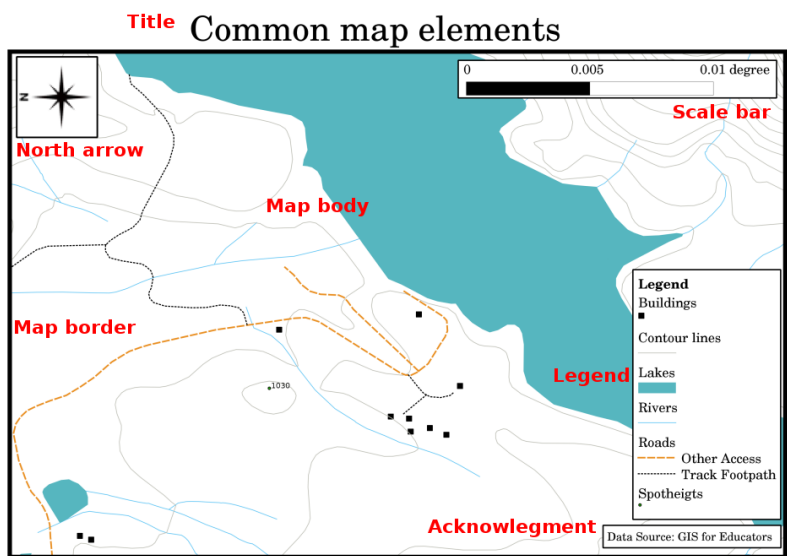 Title Common map elements
0 0.005 0.01 degree
Scale bar
N
North arrow
Map body
Map border
1030
Legend
Legend
Buildings
Contour lines
Lakes
Rivers
Roads
Other Access
Track Footpath
Spotheigts
Acknowlegment
Data Source: GIS for Educators